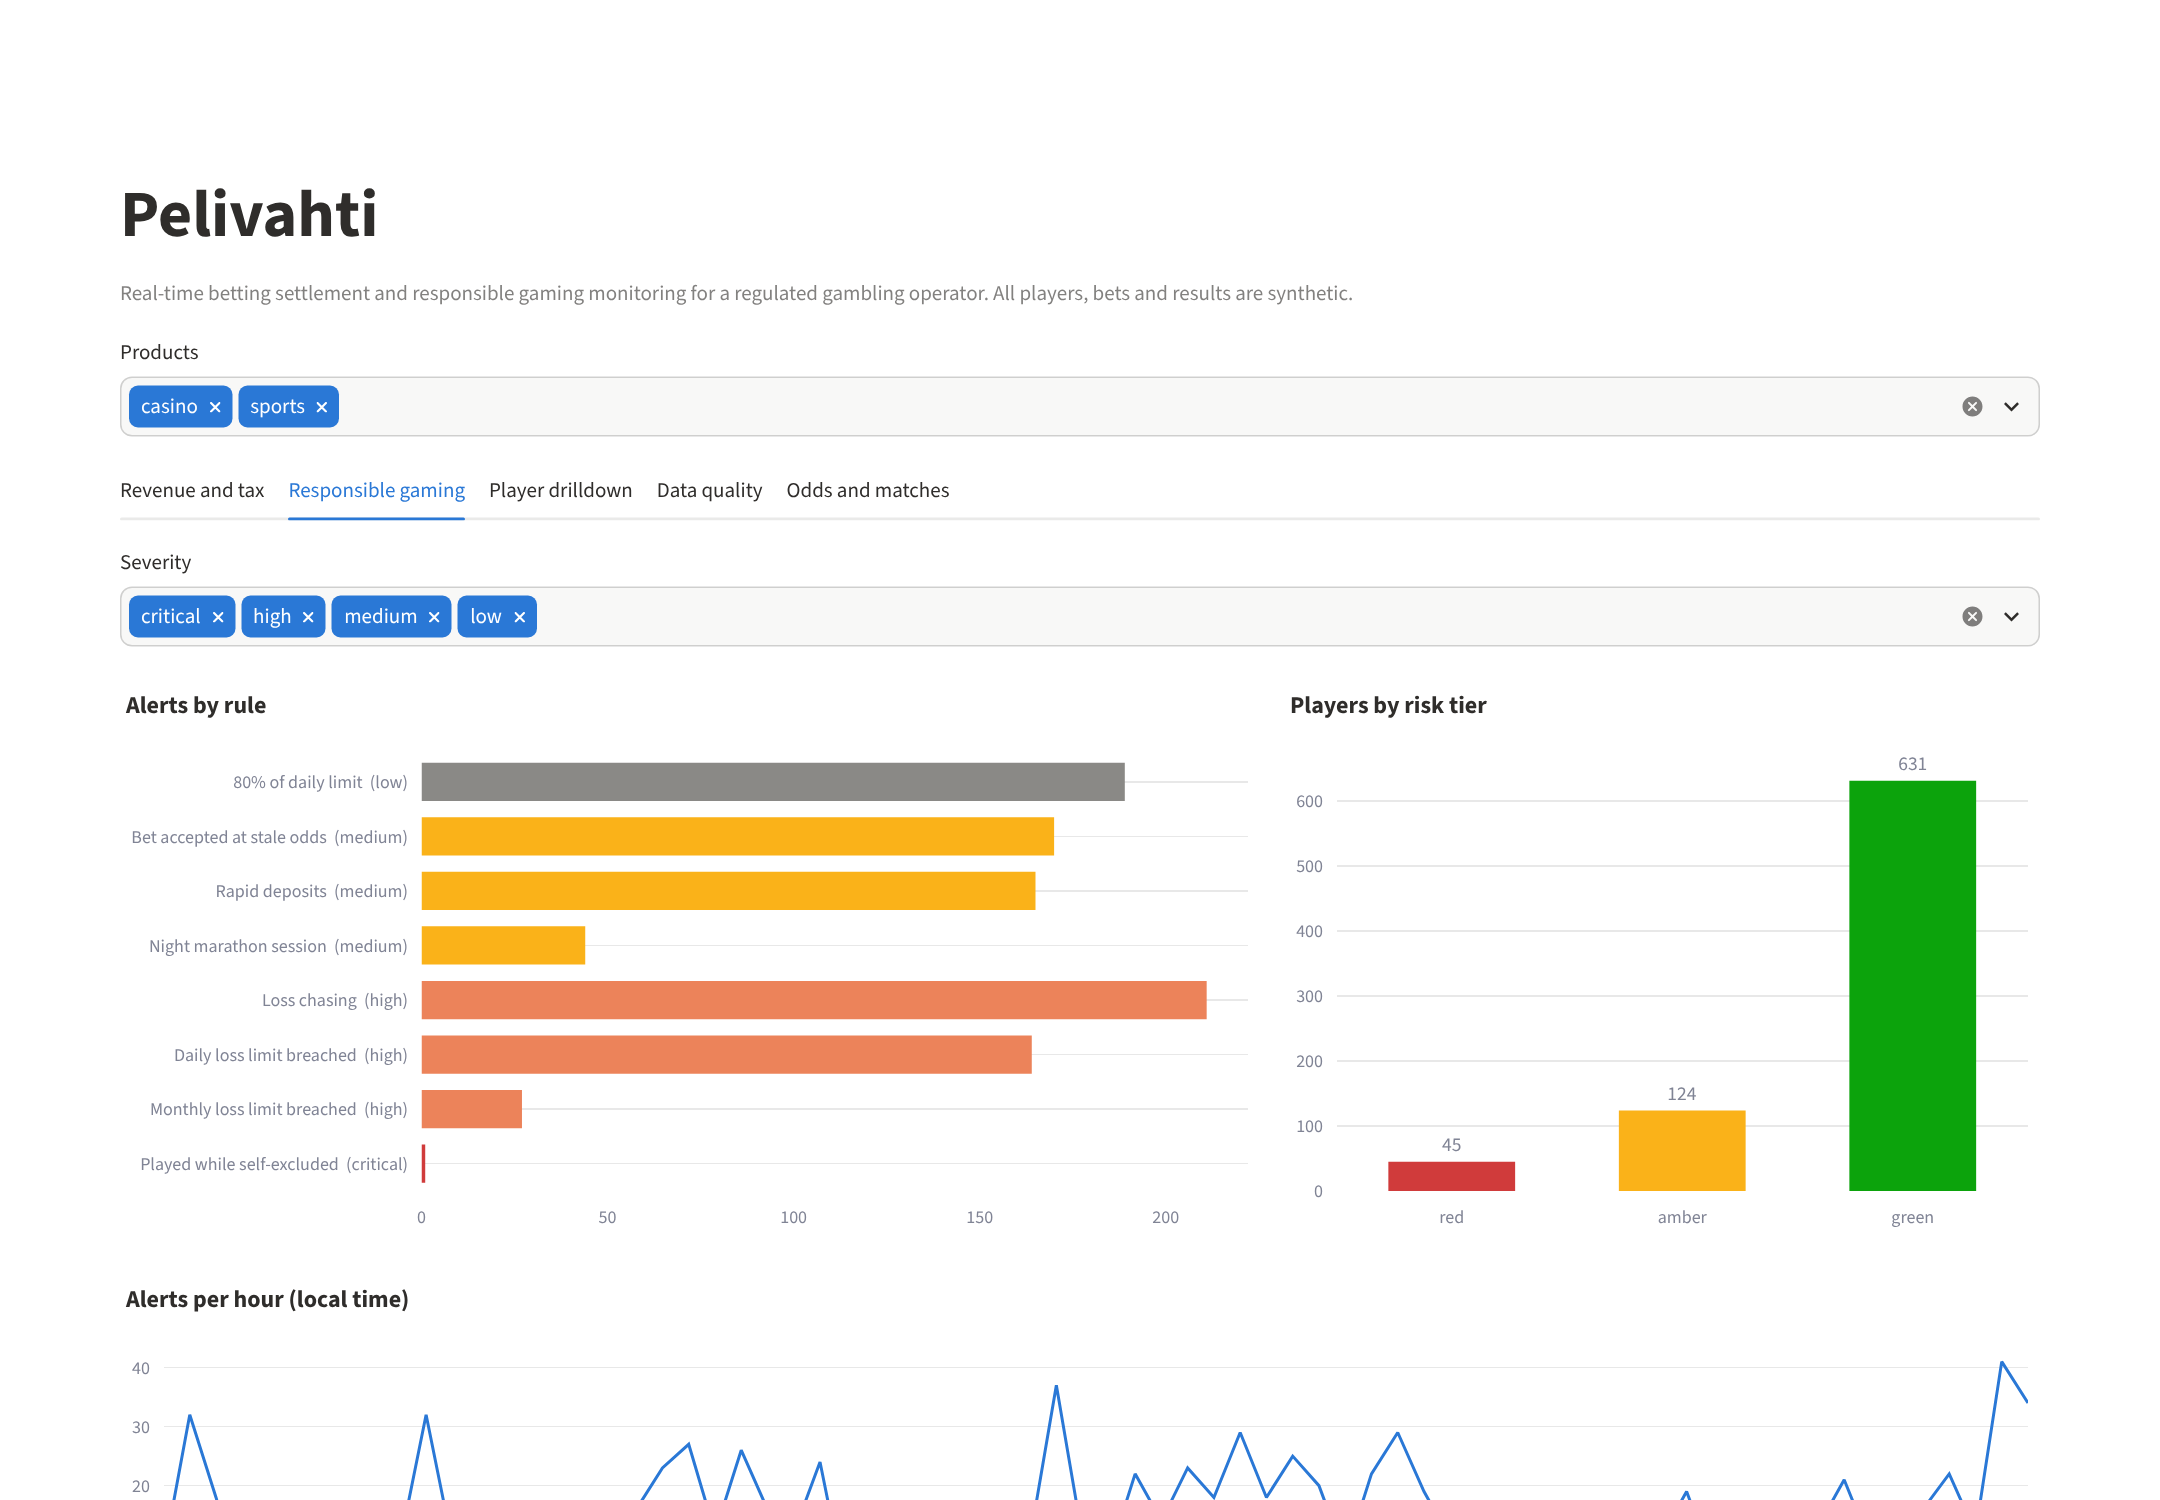 Pelivahti
Real-time betting settlement and responsible gaming monitoring for a regulated gambling operator. All players, bets and results are synthetic.
Products
casino × sports ×
Revenue and tax Responsible gaming Player drilldown Data quality Odds and matches
Severity
critical × high × medium × low ×
Alerts by rule
80% of daily limit (low)
Bet accepted at stale odds (medium)
Rapid deposits (medium)
Night marathon session (medium)
Loss chasing (high)
Daily loss limit breached (high)
Monthly loss limit breached (high)
Played while self-excluded (critical)
0 50 100 150 200
Players by risk tier
631
600
500
400
300
200
124
100
45
0
red amber green
Alerts per hour (local time)
40
30
20